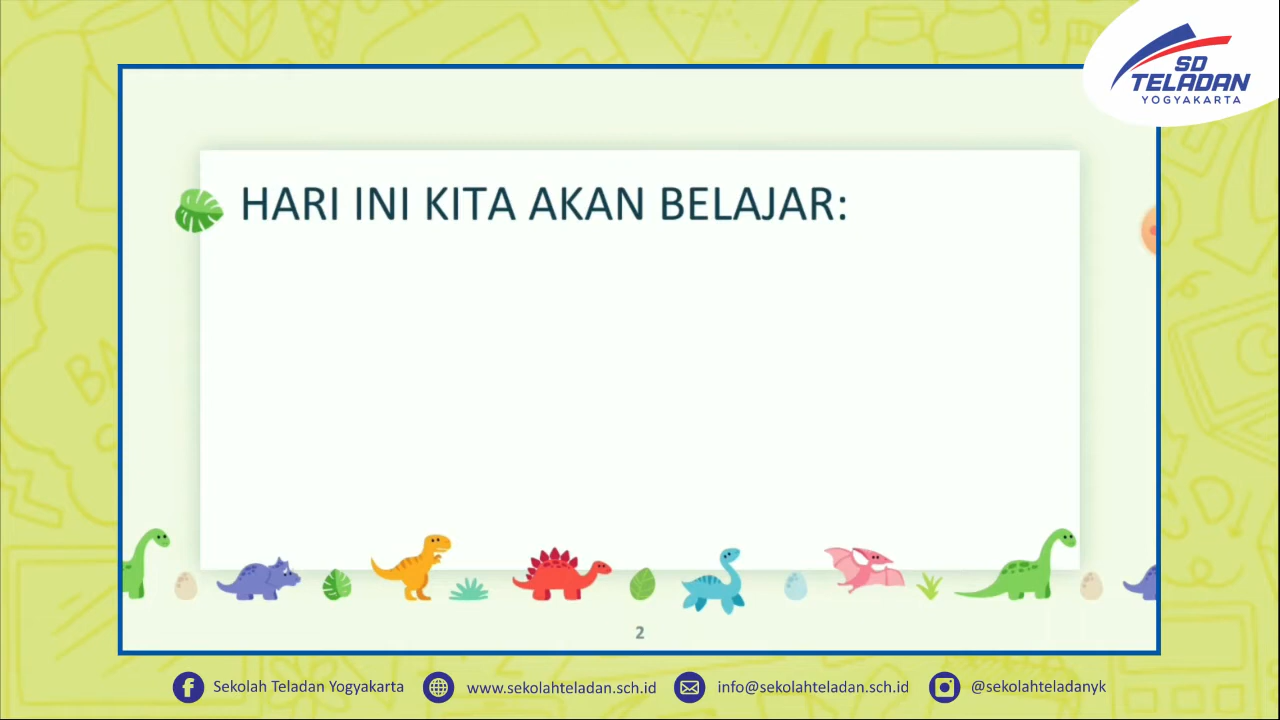 SD
TELADAN
YOGYAKARTA
HARI INI KITA AKAN BELAJAR:
2
Sekolah Teladan Yogyakarta
www.sekolahteladan.sch.id
info@sekolahteladan.sch.id
@sekolahteladanyk